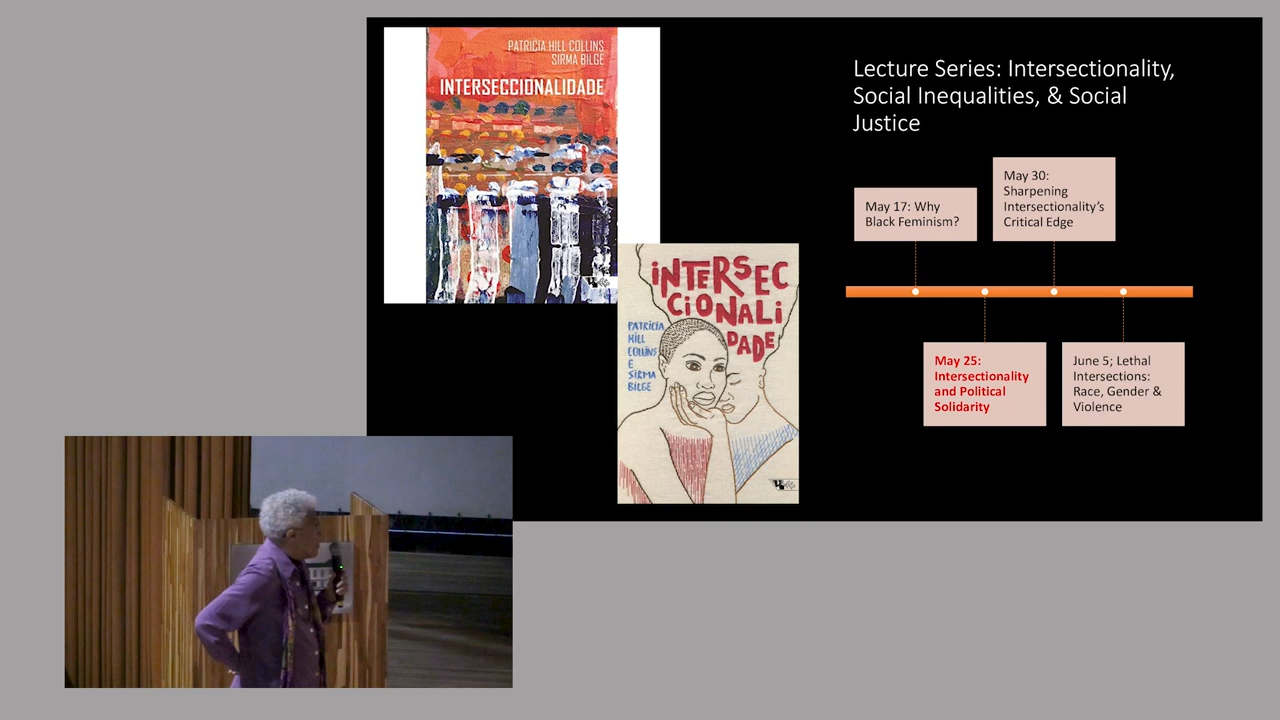 PATRICIA HILL COLLINS
SIRMA BILGE
INTERSECCIONALIDADE
INTERSEC
CIONALI
DADE
PATRICIA
HILL
COLLINS
E
SIRMA
BILGE
Lecture Series: Intersectionality,
Social Inequalities, & Social
Justice
May 17: Why
Black Feminism?
May 30:
Sharpening
Intersectionality’s
Critical Edge
May 25:
Intersectionality
and Political
Solidarity
June 5; Lethal
Intersections:
Race, Gender &
Violence